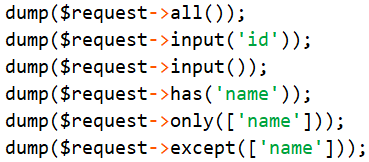 dump($request->all());
dump($request->input('id'));
dump($request->input());
dump($request->has('name'));
dump($request->only(['name']));
dump($request->except(['name']));